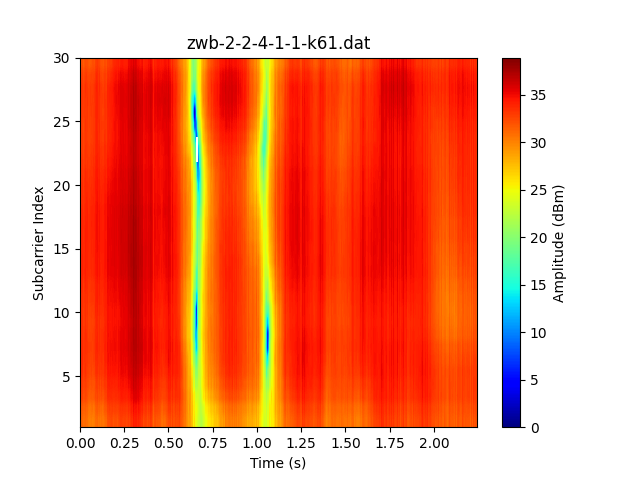 zwb-2-2-4-1-1-k61.dat
30
25
20
15
10
5
Subcarrier Index
0.00 0.25 0.50 0.75 1.00 1.25 1.50 1.75 2.00
Time (s)
35
30
25
20
15
10
5
0
Amplitude (dBm)